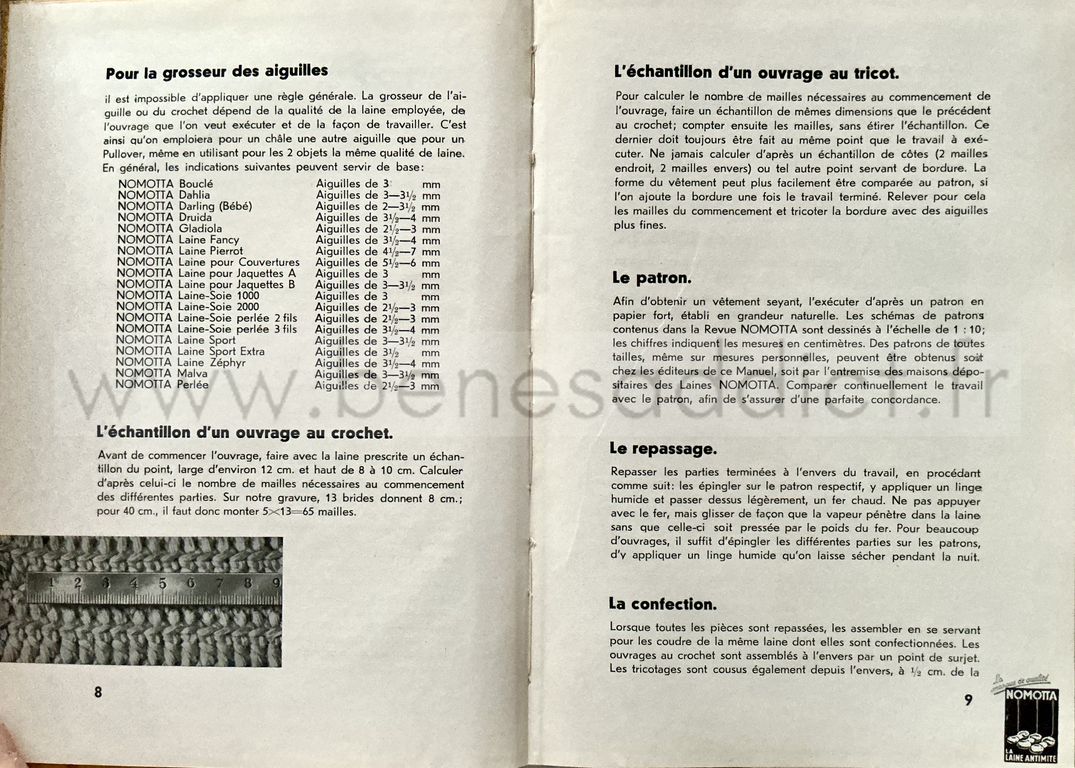 Pour la grosseur des aiguilles
il est impossible d'appliquer une règle générale. La grosseur de l'ai-
guille ou du crochet dépend de la qualité de la laine employée, de
l'ouvrage que l'on veut exécuter et de la façon de travailler. C'est
ainsi qu'on emploiera pour un châle une autre aiguille que pour un
Pullover, même en utilisant pour les 2 objets la même qualité de laine.
En général, les indications suivantes peuvent servir de base:
NOMOTTA Bouclé Aiguilles de 3 mm
NOMOTTA Dahlia Aiguilles de 3—3½ mm
NOMOTTA Darling (Bébé) Aiguilles de 2—3½ mm
NOMOTTA Druida Aiguilles de 3½—4 mm
NOMOTTA Gladiola Aiguilles de 2½—3 mm
NOMOTTA Laine Fancy Aiguilles de 3½—4 mm
NOMOTTA Laine Pierrot Aiguilles de 4½—7 mm
NOMOTTA Laine pour Couvertures Aiguilles de 5½—6 mm
NOMOTTA Laine pour Jaquettes A Aiguilles de 3 mm
NOMOTTA Laine pour Jaquettes B Aiguilles de 3—3½ mm
NOMOTTA Laine-Soie 1000 Aiguilles de 3 mm
NOMOTTA Laine-Soie 2000 Aiguilles de 2½—3 mm
NOMOTTA Laine-Soie perlée 2 fils Aiguilles de 2½—3 mm
NOMOTTA Laine-Soie perlée 3 fils Aiguilles de 3½—4 mm
NOMOTTA Laine Sport Aiguilles de 3—3½ mm
NOMOTTA Laine Sport Extra Aiguilles de 3½ mm
NOMOTTA Laine Zéphyr Aiguilles de 3½—4 mm
NOMOTTA Malva Aiguilles de 3—3½ mm
NOMOTTA Perlée Aiguilles de 2½—3 mm
L'échantillon d'un ouvrage au crochet.
Avant de commencer l'ouvrage, faire avec la laine prescrite un échan-
tillon du point, large d'environ 12 cm. et haut de 8 à 10 cm. Calculer
d'après celui-ci le nombre de mailles nécessaires au commencement
des différentes parties. Sur notre gravure, 13 brides donnent 8 cm.;
pour 40 cm., il faut donc monter 5×13=65 mailles.
1 2 3 4 5 6 7 8 9
8
L'échantillon d'un ouvrage au tricot.
Pour calculer le nombre de mailles nécessaires au commencement de
l'ouvrage, faire un échantillon de mêmes dimensions que le précédent
au crochet; compter ensuite les mailles, sans étirer l'échantillon. Ce
dernier doit toujours être fait au même point que le travail à exé-
cuter. Ne jamais calculer d'après un échantillon de côtes (2 mailles
endroit, 2 mailles envers) ou tel autre point servant de bordure. La
forme du vêtement peut plus facilement être comparée au patron, si
l'on ajoute la bordure une fois le travail terminé. Relever pour cela
les mailles du commencement et tricoter la bordure avec des aiguilles
plus fines.
Le patron.
Afin d'obtenir un vêtement seyant, l'exécuter d'après un patron en
papier fort, établi en grandeur naturelle. Les schémas de patrons
contenus dans la Revue NOMOTTA sont dessinés à l'échelle de 1 : 10;
les chiffres indiquent les mesures en centimètres. Des patrons de toutes
tailles, même sur mesures personnelles, peuvent être obtenus soit
chez les éditeurs de ce Manuel, soit par l'entremise des maisons dépo-
sitaires des Laines NOMOTTA. Comparer continuellement le travail
avec le patron, afin de s'assurer d'une parfaite concordance.
Le repassage.
Repasser les parties terminées à l'envers du travail, en procédant
comme suit: les épingler sur le patron respectif, y appliquer un linge
humide et passer dessus légèrement, un fer chaud. Ne pas appuyer
avec le fer, mais glisser de façon que la vapeur pénètre dans la laine
sans que celle-ci soit pressée par le poids du fer. Pour beaucoup
d'ouvrages, il suffit d'épingler les différentes parties sur les patrons,
d'y appliquer un linge humide qu'on laisse sécher pendant la nuit.
La confection.
Lorsque toutes les pièces sont repassées, les assembler en se servant
pour les coudre de la même laine dont elles sont confectionnées. Les
ouvrages au crochet sont assemblés à l'envers par un point de surjet.
Les tricotages sont cousus également depuis l'envers, à ½ cm. de la
9
La
marque de qualité
NOMOTTA
LA
LAINE ANTIMITE
www.benesaddict.fr